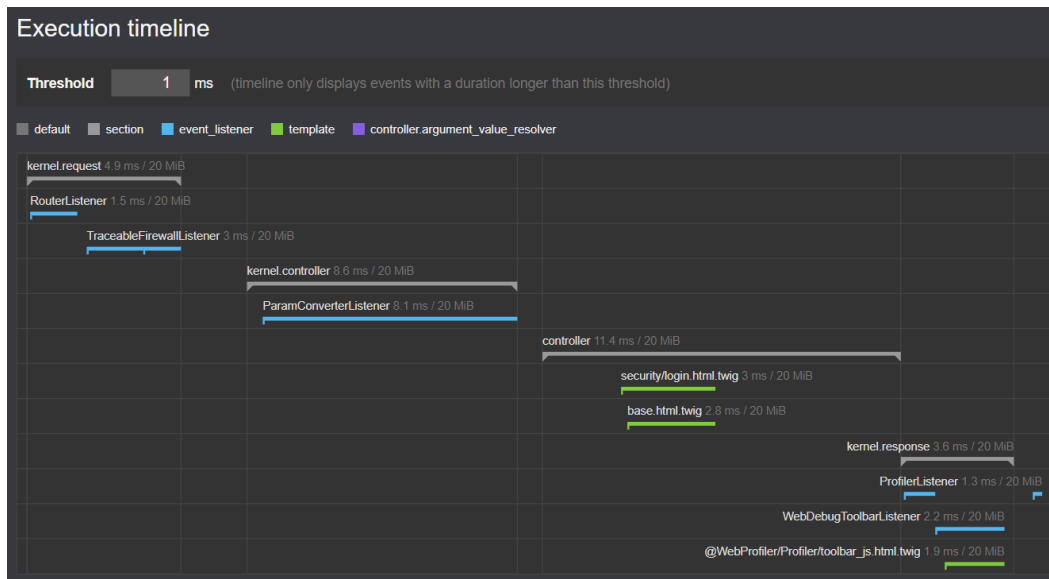 Execution timeline
Threshold 1 ms (timeline only displays events with a duration longer than this threshold)
default section event_listener template controller.argument_value_resolver
kernel.request 4.9 ms / 20 MiB
RouterListener 1.5 ms / 20 MiB
TraceableFirewallListener 3 ms / 20 MiB
kernel.controller 8.6 ms / 20 MiB
ParamConverterListener 8.1 ms / 20 MiB
controller 11.4 ms / 20 MiB
security/login.html.twig 3 ms / 20 MiB
base.html.twig 2.8 ms / 20 MiB
kernel.response 3.6 ms / 20 MiB
ProfilerListener 1.3 ms / 20 MiB
WebDebugToolbarListener 2.2 ms / 20 MiB
@WebProfiler/Profiler/toolbar_js.html.twig 1.9 ms / 20 MiB